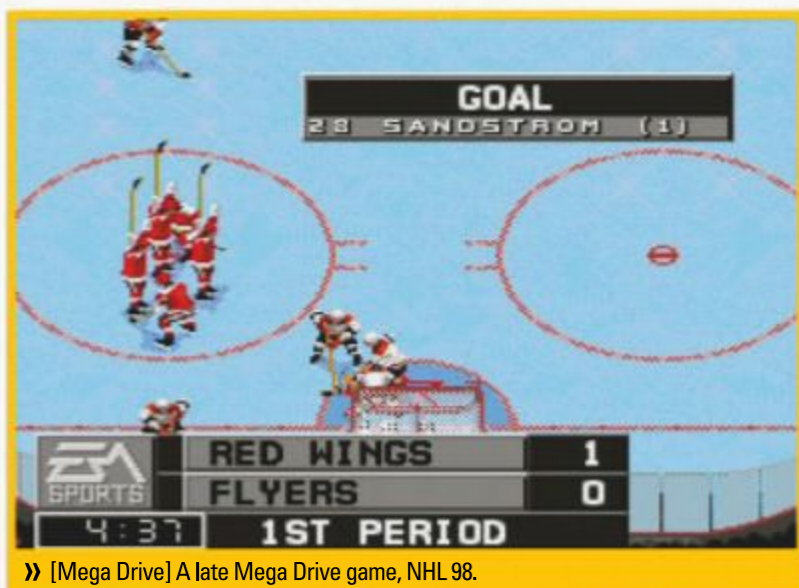 GOAL
28 SANDSTROM (1)
EA
SPORTS
RED WINGS 1
FLYERS 0
4:37 1ST PERIOD
» [Mega Drive] A late Mega Drive game, NHL 98.